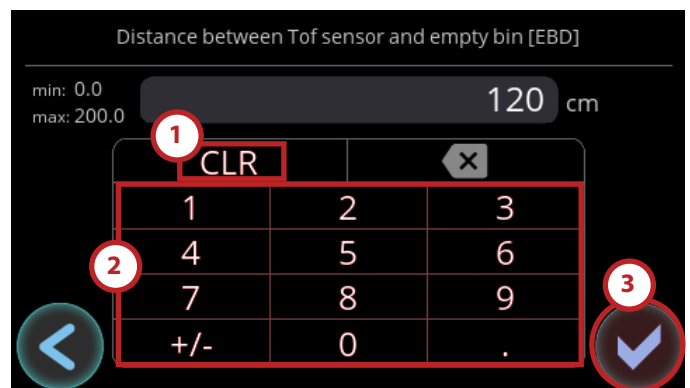 Distance between Tof sensor and empty bin [EBD]
min: 0.0
max: 200.0
120 cm
1
CLR
1 2 3
2
4 5 6
3
7 8 9
+/- 0 .